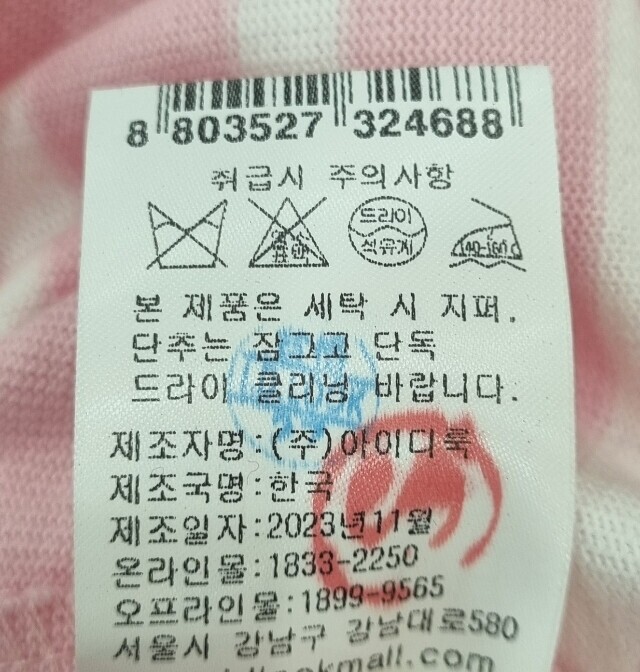 8 803527 324688
취급시 주의사항
드라이
석유계
140-160℃
본 제품은 세탁 시 지퍼.
단추는 잠그고 단독
드라이 클리닝 바랍니다.
제조자명:(주)아이디룩
제조국명:한국
제조일자:2023년11월
온라인몰:1833-2250
오프라인몰:1899-9565
서울시 강남구 강남대로580